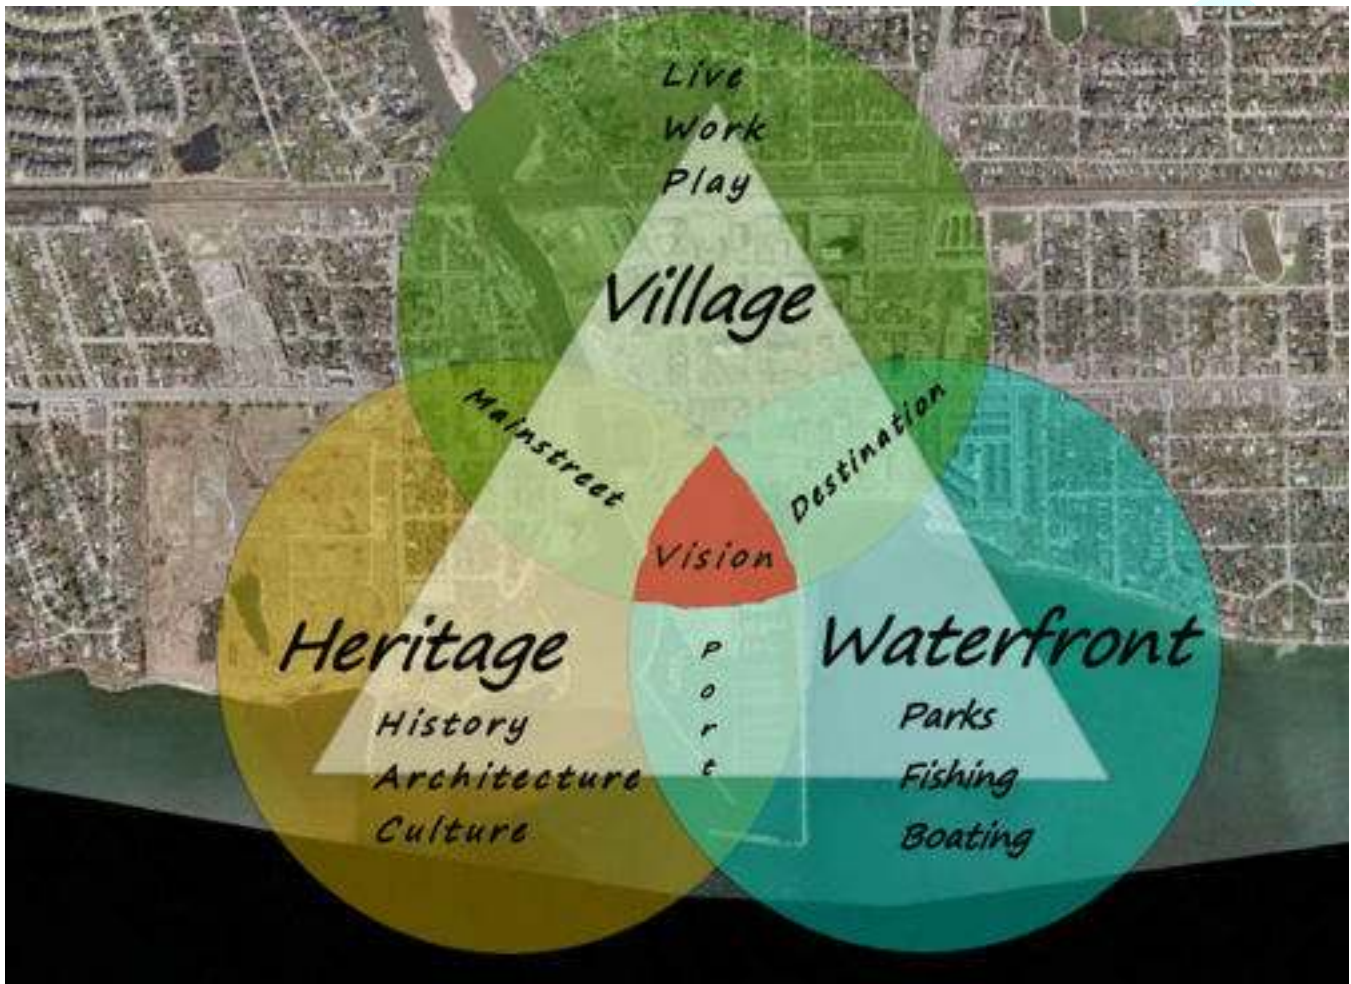 Live
Work
Play
Village
Mainstreet
Destination
Vision
Heritage
Waterfront
Port
History
Parks
Architecture
Fishing
Culture
Boating